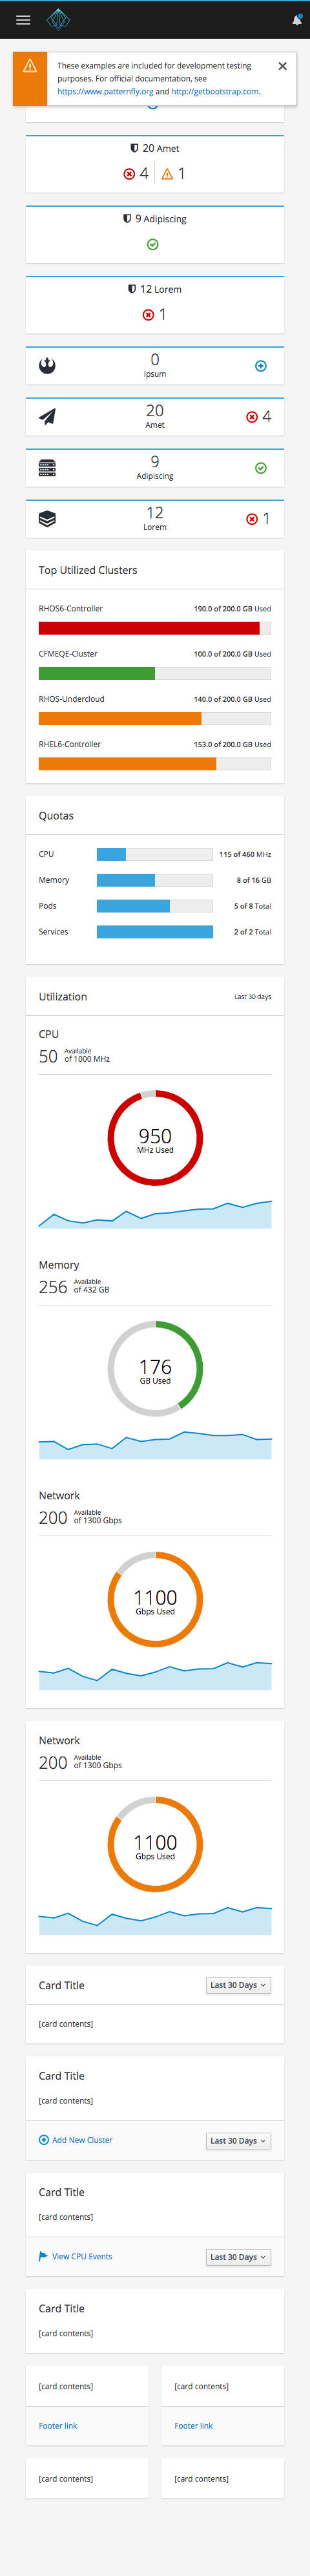 These examples are included for development testing
purposes. For official documentation, see
https://www.patternfly.org and http://getbootstrap.com.
20 Amet
4 1
9 Adipiscing
12 Lorem
1
0
Ipsum
20
Amet
4
9
Adipiscing
12
Lorem
1
Top Utilized Clusters
RHOS6-Controller 190.0 of 200.0 GB Used
CFMEQE-Cluster 100.0 of 200.0 GB Used
RHOS-Undercloud 140.0 of 200.0 GB Used
RHEL6-Controller 153.0 of 200.0 GB Used
Quotas
CPU 115 of 460 MHz
Memory 8 of 16 GB
Pods 5 of 8 Total
Services 2 of 2 Total
Utilization Last 30 days
CPU
50 Available
of 1000 MHz
950
MHz Used
Memory
256 Available
of 432 GB
176
GB Used
Network
200 Available
of 1300 Gbps
1100
Gbps Used
Network
200 Available
of 1300 Gbps
1100
Gbps Used
Card Title Last 30 Days
[card contents]
Card Title
[card contents]
Add New Cluster Last 30 Days
Card Title
[card contents]
View CPU Events Last 30 Days
Card Title
[card contents]
[card contents] [card contents]
Footer link Footer link
[card contents] [card contents]